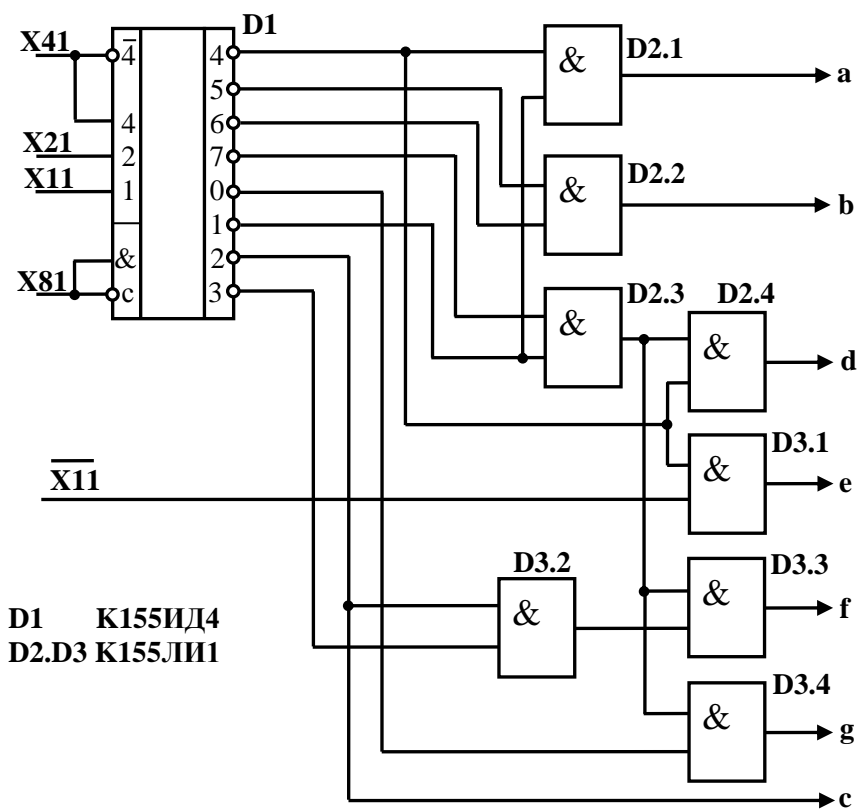 D1
X41
4̅
4
X21
2
X11
1
&
X81
c
4
5
6
7
0
1
2
3
&
D2.1
a
&
D2.2
b
&
D2.3
D2.4
&
d
D3.1
X̅1̅1̅
&
e
D3.2
&
D3.3
&
f
D1 К155ИД4
D2.D3 К155ЛИ1
D3.4
&
g
c